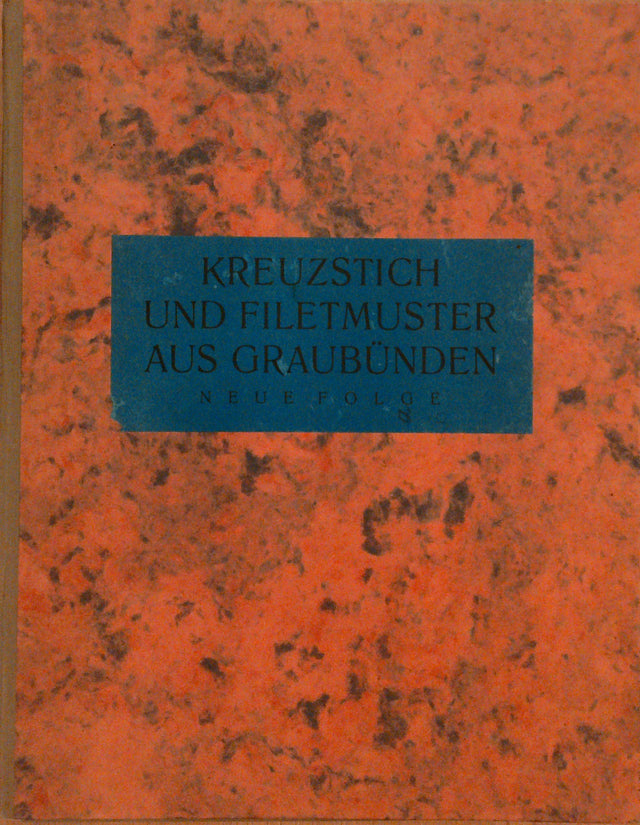 KREUZSTICH
UND FILETMUSTER
AUS GRAUBÜNDEN
NEUE FOLGE